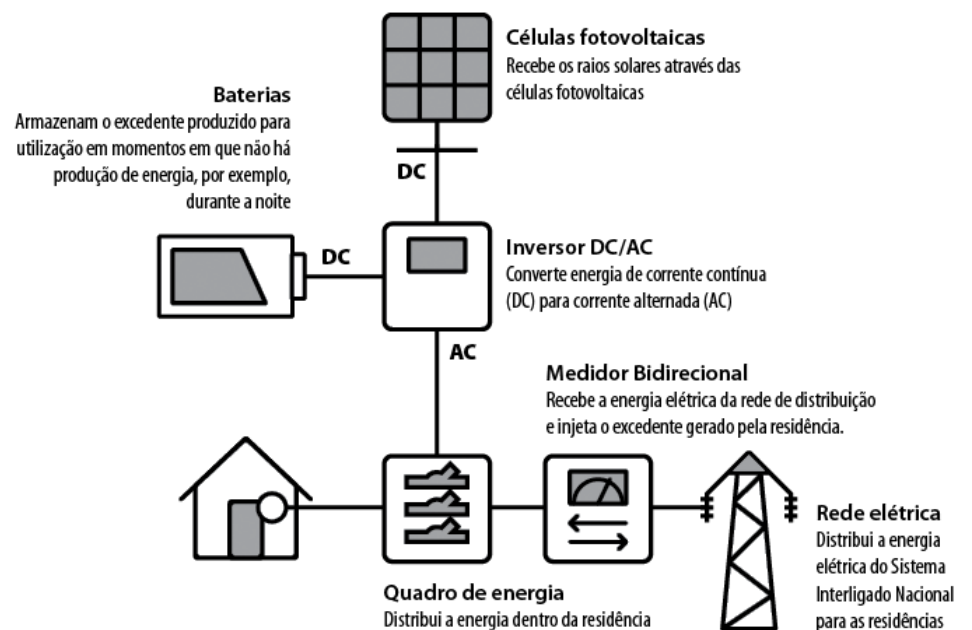 Células fotovoltaicas
Recebe os raios solares através das
células fotovoltaicas
Baterias
Armazenam o excedente produzido para
utilização em momentos em que não há
produção de energia, por exemplo,
durante a noite
DC
DC
Inversor DC/AC
Converte energia de corrente contínua
(DC) para corrente alternada (AC)
AC
Medidor Bidirecional
Recebe a energia elétrica da rede de distribuição
e injeta o excedente gerado pela residência.
Rede elétrica
Distribui a energia
elétrica do Sistema
Interligado Nacional
para as residências
Quadro de energia
Distribui a energia dentro da residência